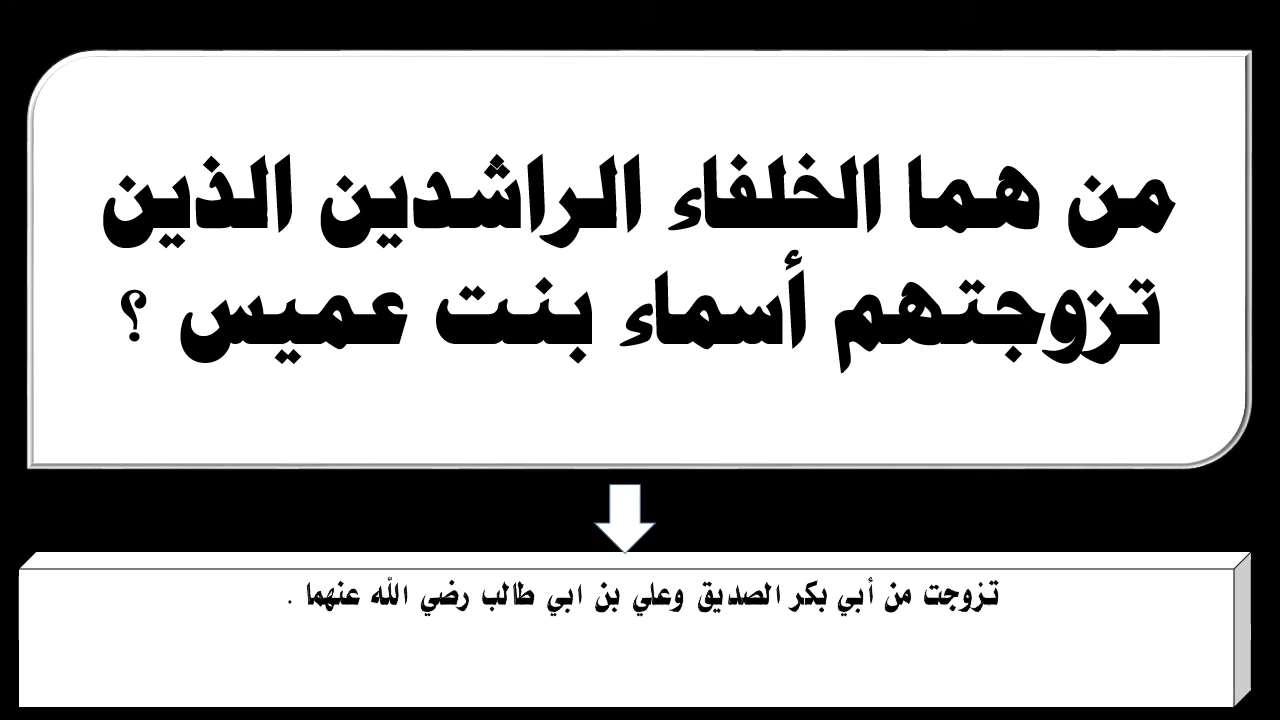 من هما الخلفاء الراشدين الذين
تزوجتهم أسماء بنت عميس ؟
تزوجت من أبي بكر الصديق وعلي بن ابي طالب رضي الله عنهما .